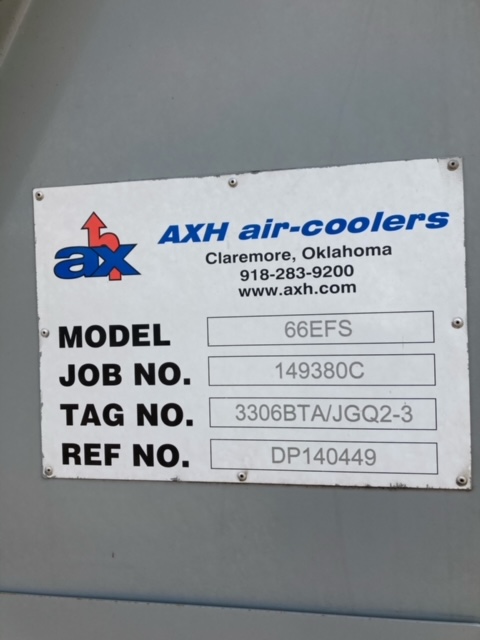 ax
AXH air-coolers
Claremore, Oklahoma
918-283-9200
www.axh.com
MODEL 66EFS
JOB NO. 149380C
TAG NO. 3306BTA/JGQ2-3
REF NO. DP140449